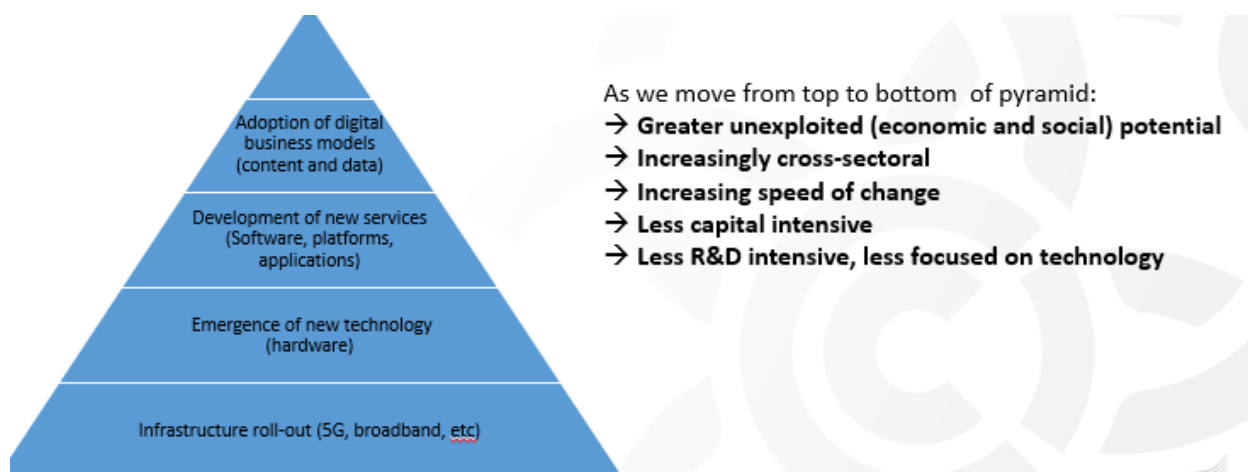 Adoption of digital
business models
(content and data)
Development of new services
(Software, platforms,
applications)
Emergence of new technology
(hardware)
Infrastructure roll-out (5G, broadband, etc)
As we move from top to bottom  of pyramid:
→ Greater unexploited (economic and social) potential
→ Increasingly cross-sectoral
→ Increasing speed of change
→ Less capital intensive
→ Less R&D intensive, less focused on technology